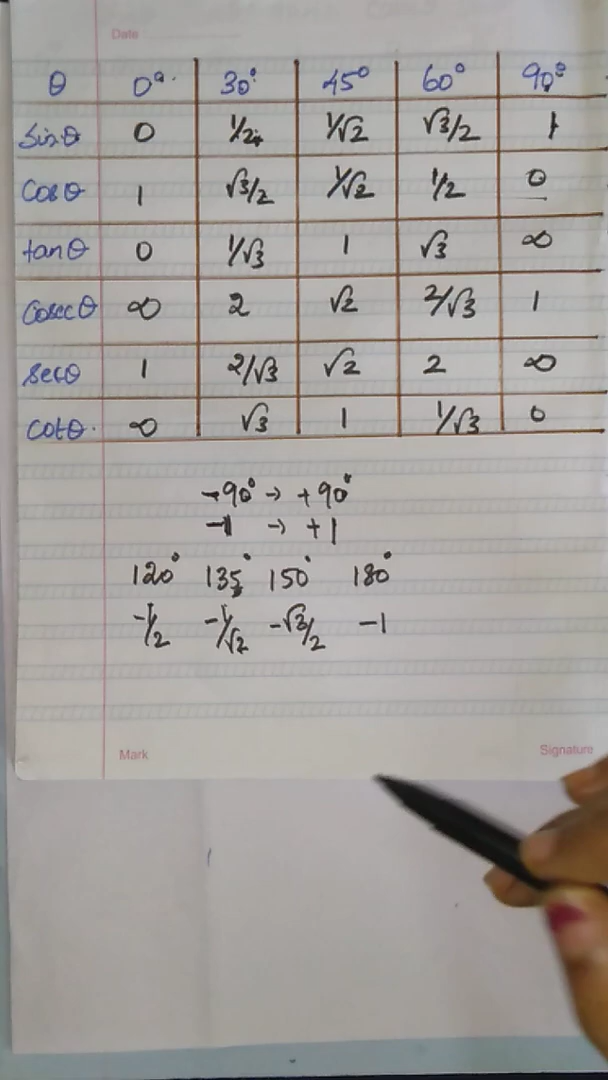 Date
θ 0° 30° 45° 60° 90°
Sinθ 0 1/2 1/√2 √3/2 1
Cosθ 1 √3/2 1/√2 1/2 0
tanθ 0 1/√3 1 √3 ∞
Cosecθ ∞ 2 √2 2/√3 1
Secθ 1 2/√3 √2 2 ∞
Cotθ ∞ √3 1 1/√3 0
-90° → +90°
-1 → +1
120° 135° 150° 180°
-1/2 -1/√2 -√3/2 -1
Mark Signature